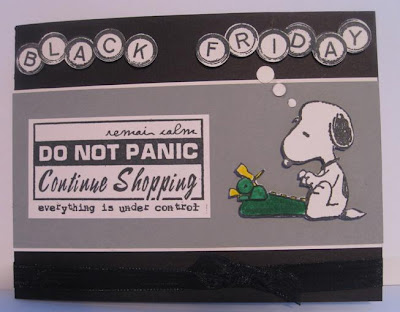 BLACK FRIDAY
remain calm
DO NOT PANIC
Continue Shopping
everything is under control